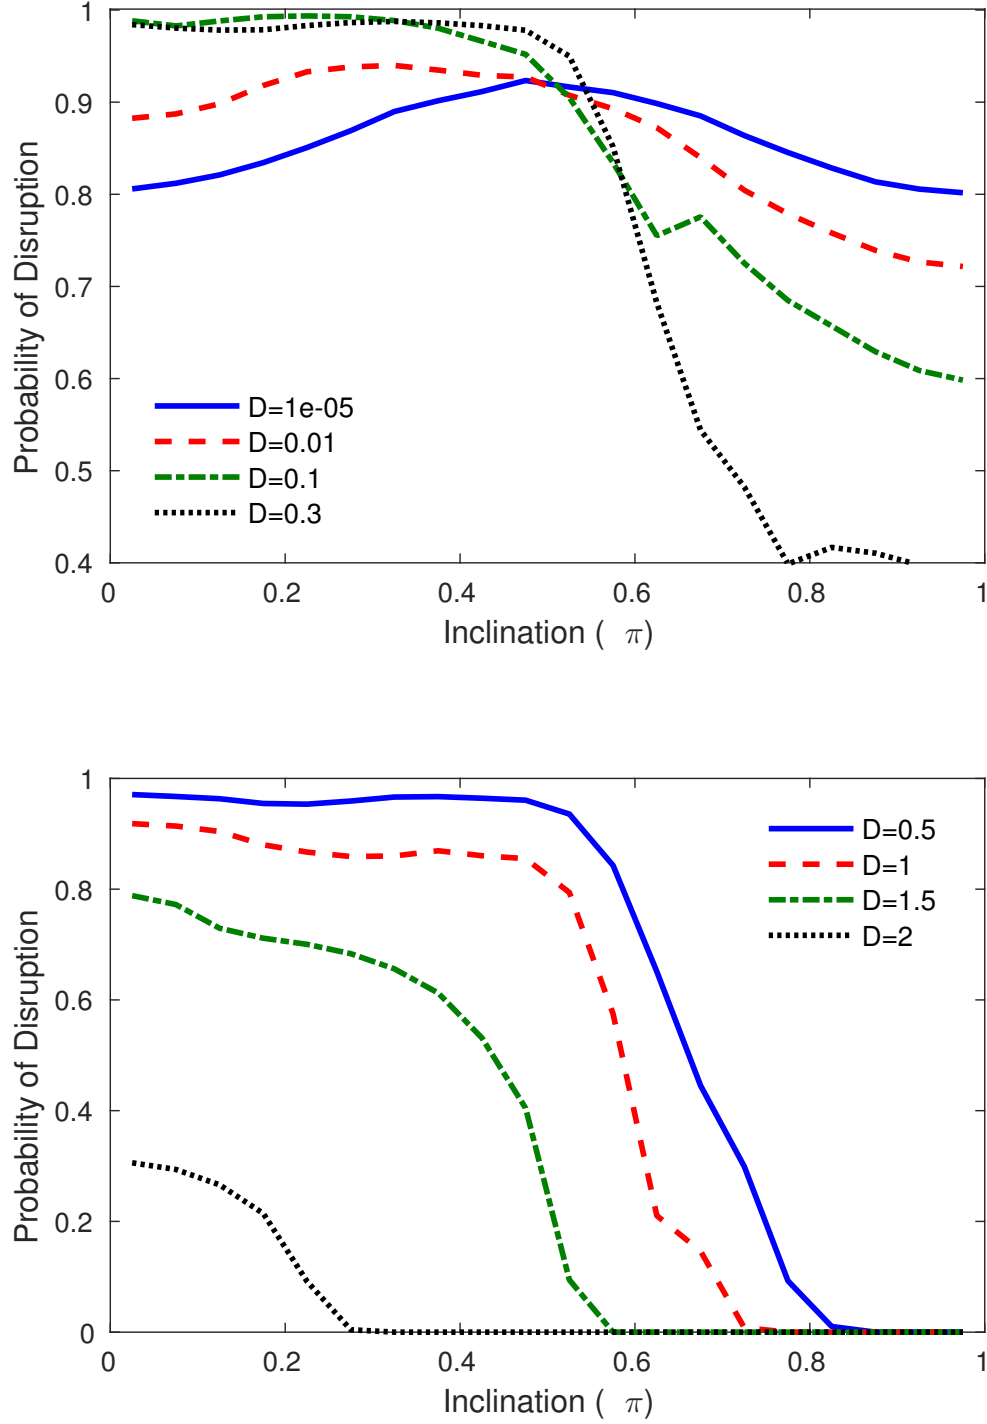 1
0.9
0.8
0.7
0.6
0.5
0.4
Probability of Disruption
D=1e-05
D=0.01
D=0.1
D=0.3
0 0.2 0.4 0.6 0.8 1
Inclination ( π)
1
0.8
0.6
0.4
0.2
0
Probability of Disruption
D=0.5
D=1
D=1.5
D=2
0 0.2 0.4 0.6 0.8 1
Inclination ( π)